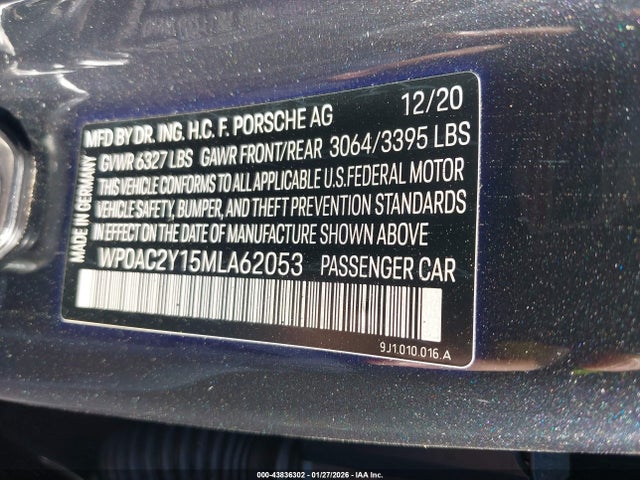 MFD BY DR. ING. H.C. F. PORSCHE AG 12/20
GVWR 6327 LBS GAWR FRONT/REAR 3064/3395 LBS
THIS VEHICLE CONFORMS TO ALL APPLICABLE U.S.FEDERAL MOTOR
VEHICLE SAFETY, BUMPER, AND THEFT PREVENTION STANDARDS
IN EFFECT ON THE DATE OF MANUFACTURE SHOWN ABOVE
WP0AC2Y15MLA62053 PASSENGER CAR
MADE IN GERMANY
9J1.010.016.A
000-43836302 - 01/27/2026 - IAA Inc.